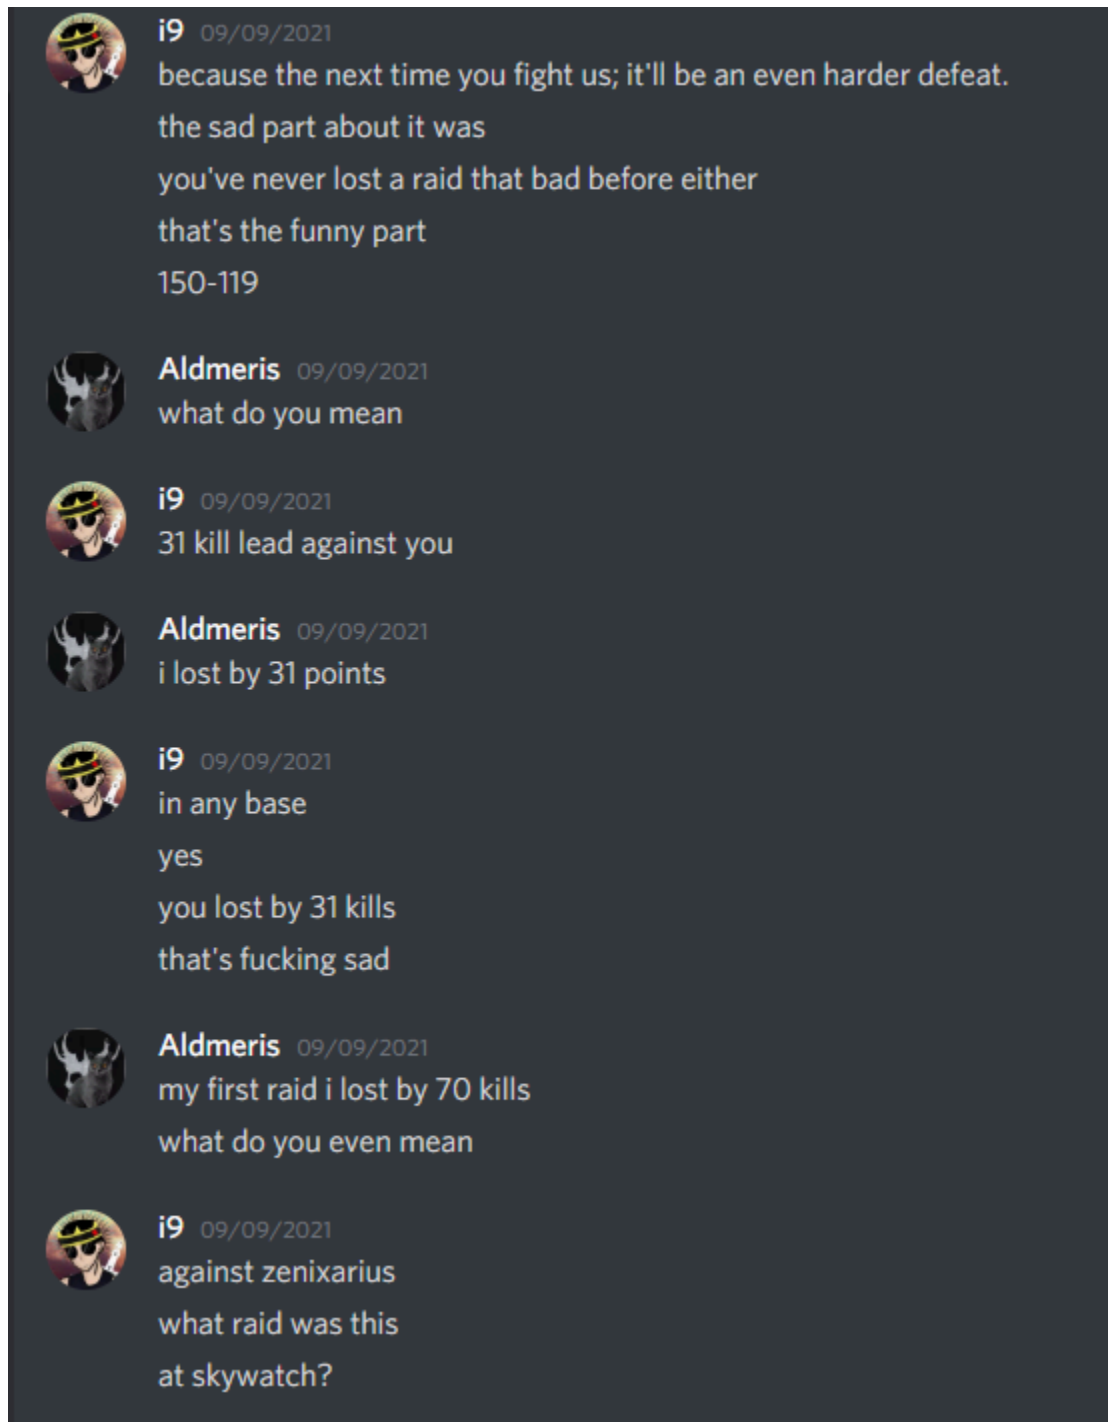 i9 09/09/2021
because the next time you fight us; it'll be an even harder defeat.
the sad part about it was
you've never lost a raid that bad before either
that's the funny part
150-119
Aldmeris 09/09/2021
what do you mean
i9 09/09/2021
31 kill lead against you
Aldmeris 09/09/2021
i lost by 31 points
i9 09/09/2021
in any base
yes
you lost by 31 kills
that's fucking sad
Aldmeris 09/09/2021
my first raid i lost by 70 kills
what do you even mean
i9 09/09/2021
against zenixarius
what raid was this
at skywatch?